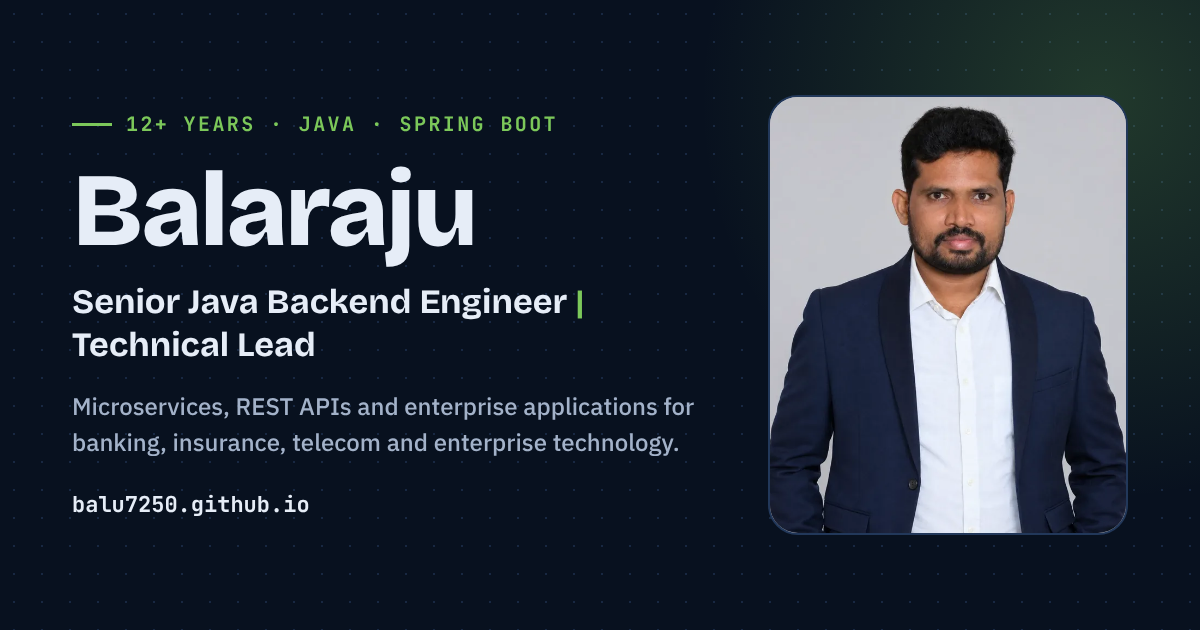 12+ YEARS · JAVA · SPRING BOOT
Balaraju
Senior Java Backend Engineer |
Technical Lead
Microservices, REST APIs and enterprise applications for
banking, insurance, telecom and enterprise technology.
balu7250.github.io